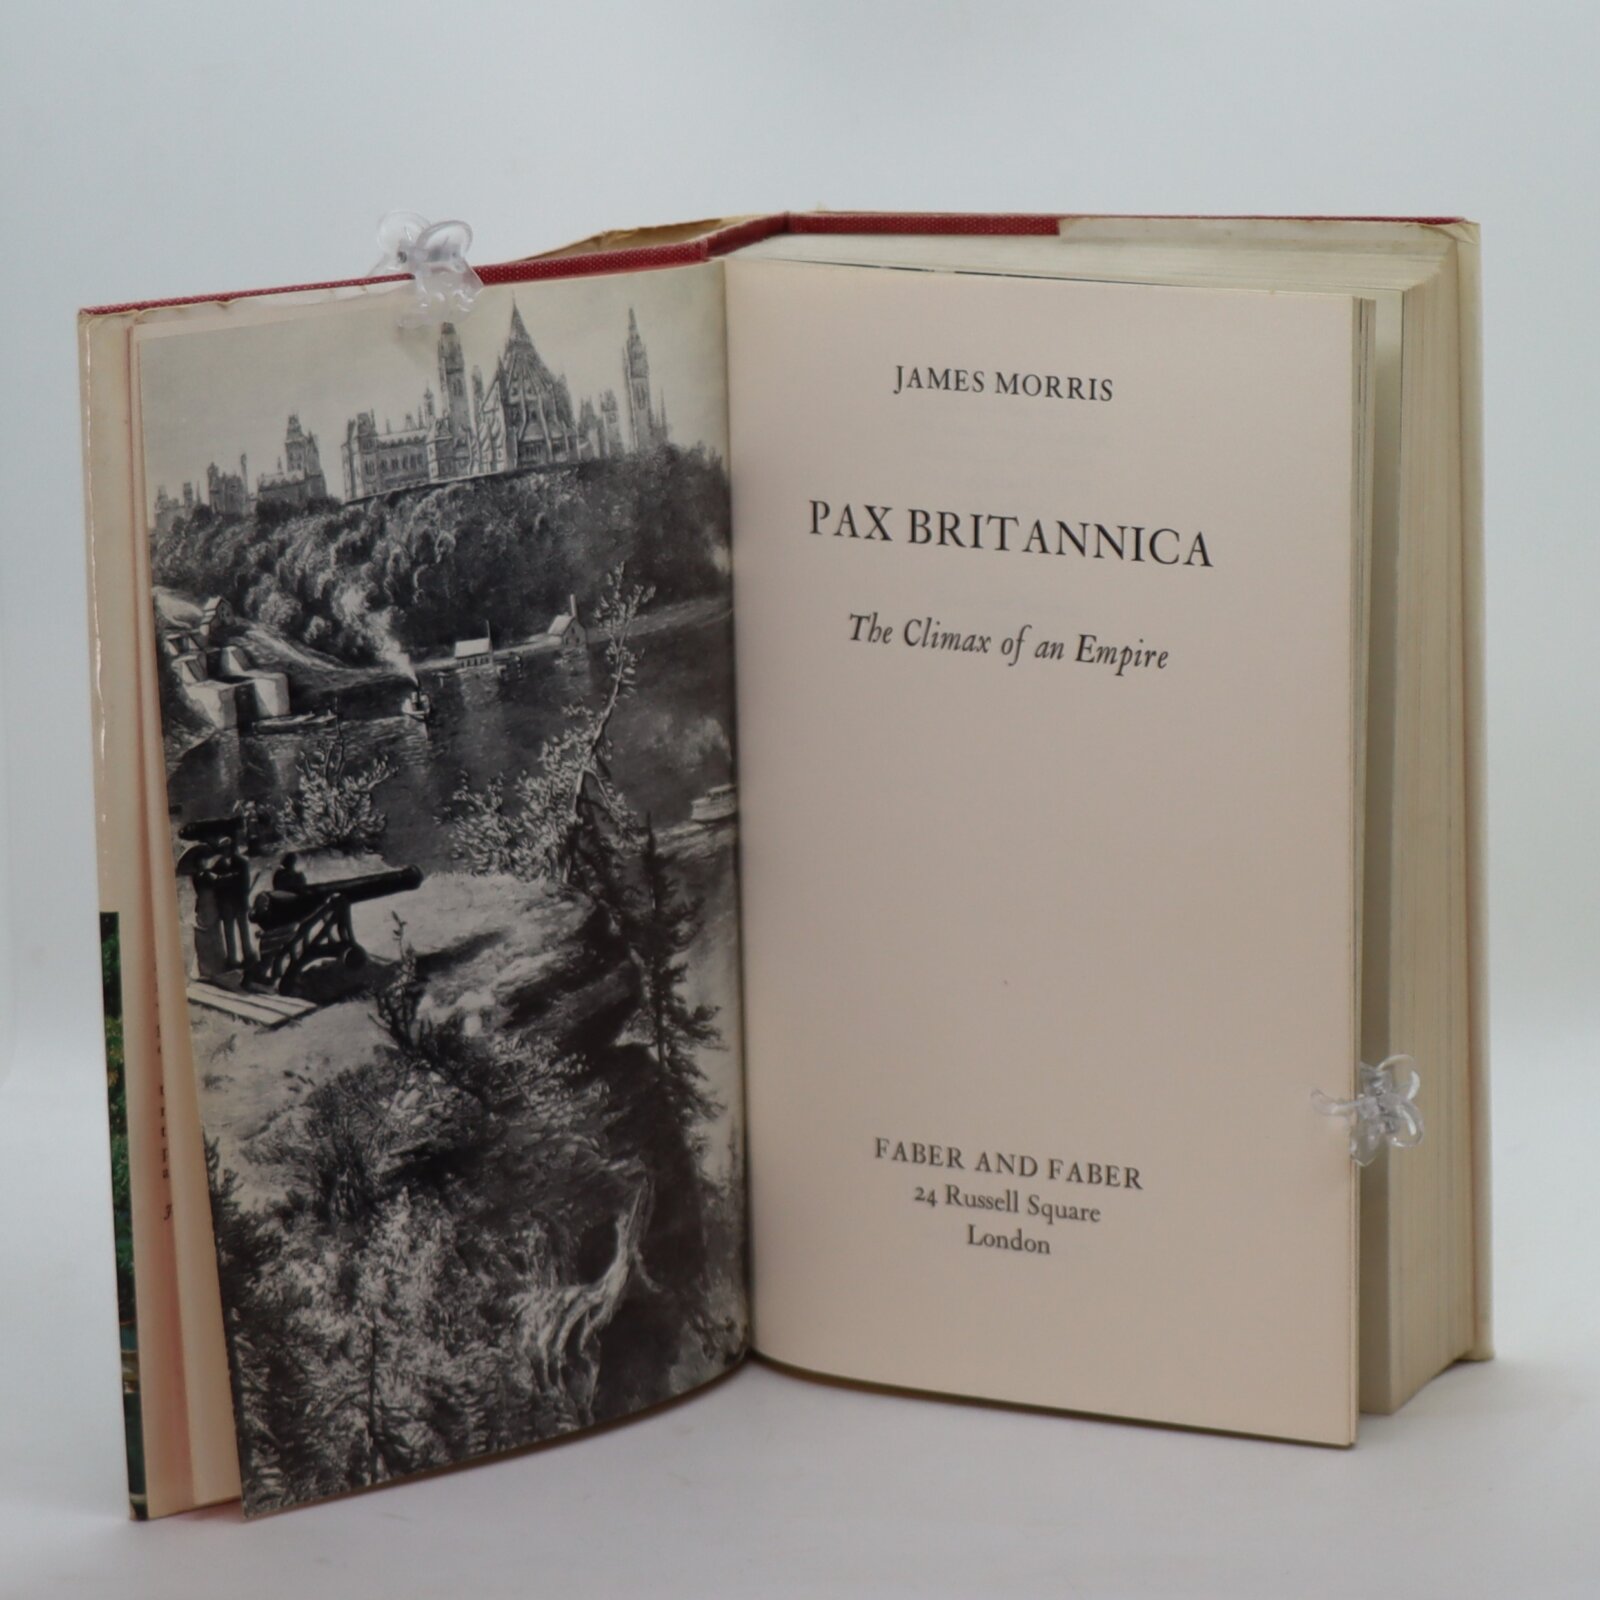 JAMES MORRIS
PAX BRITANNICA
The Climax of an Empire
FABER AND FABER
24 Russell Square
London